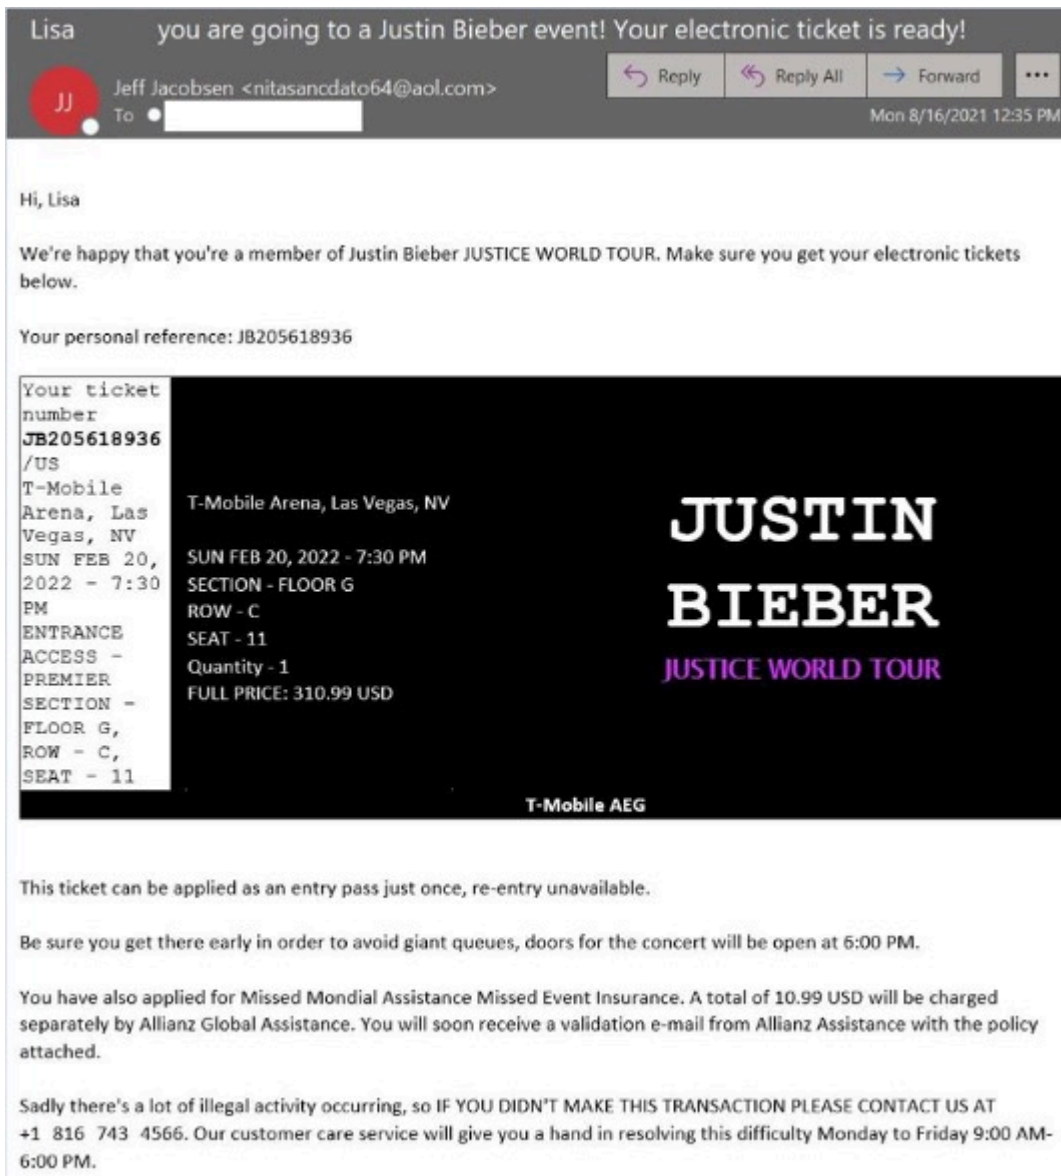 Lisa you are going to a Justin Bieber event! Your electronic ticket is ready!
JJ
Jeff Jacobsen <nitasancdato64@aol.com>
Reply
Reply All
Forward
...
To
Mon 8/16/2021 12:35 PM
Hi, Lisa
We're happy that you're a member of Justin Bieber JUSTICE WORLD TOUR. Make sure you get your electronic tickets
below.
Your personal reference: JB205618936
Your ticket
number
JB205618936
/US
T-Mobile
Arena, Las
Vegas, NV
SUN FEB 20,
2022 - 7:30
PM
ENTRANCE
ACCESS -
PREMIER
SECTION -
FLOOR G,
ROW - C,
SEAT - 11
T-Mobile Arena, Las Vegas, NV
SUN FEB 20, 2022 - 7:30 PM
SECTION - FLOOR G
ROW - C
SEAT - 11
Quantity - 1
FULL PRICE: 310.99 USD
JUSTIN
BIEBER
JUSTICE WORLD TOUR
T-Mobile AEG
This ticket can be applied as an entry pass just once, re-entry unavailable.
Be sure you get there early in order to avoid giant queues, doors for the concert will be open at 6:00 PM.
You have also applied for Missed Mondial Assistance Missed Event Insurance. A total of 10.99 USD will be charged
separately by Allianz Global Assistance. You will soon receive a validation e-mail from Allianz Assistance with the policy
attached.
Sadly there's a lot of illegal activity occurring, so IF YOU DIDN'T MAKE THIS TRANSACTION PLEASE CONTACT US AT
+1 816 743 4566. Our customer care service will give you a hand in resolving this difficulty Monday to Friday 9:00 AM-
6:00 PM.